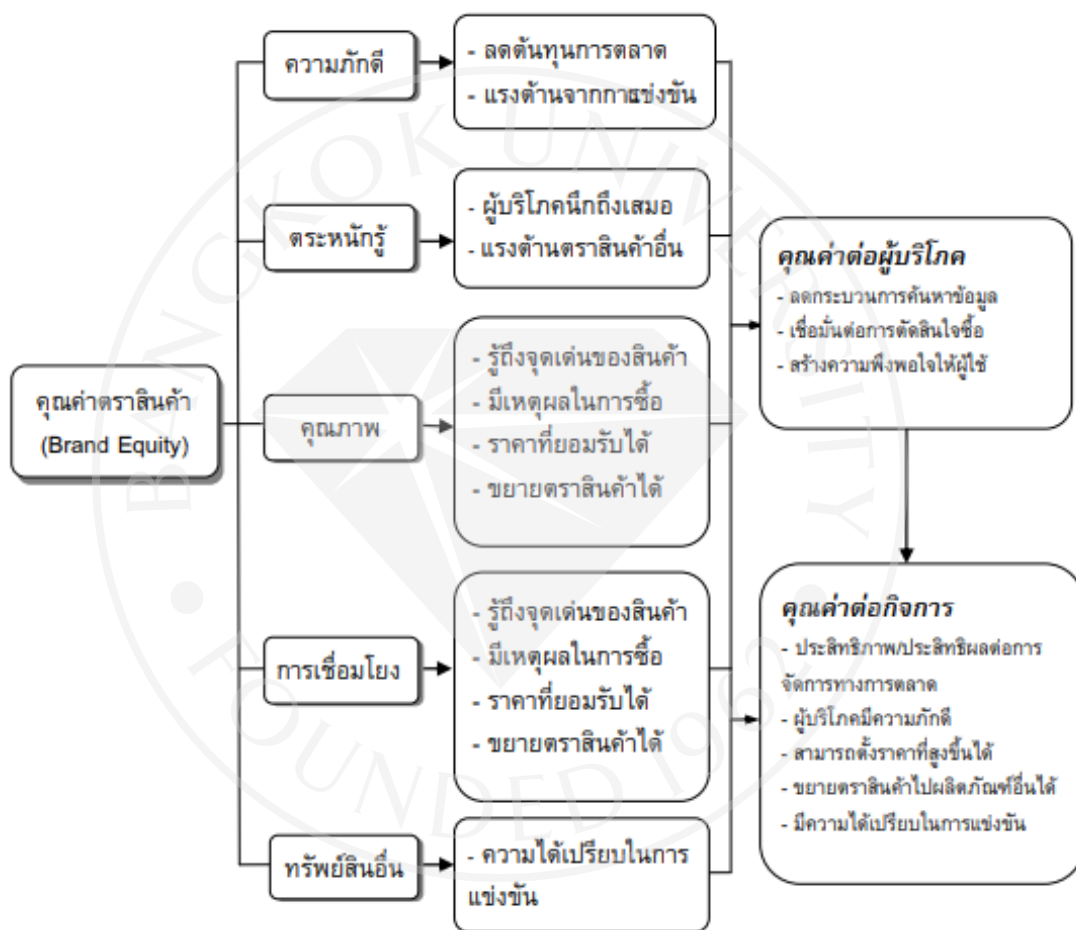 ความภักดี
- ลดต้นทุนการตลาด
- แรงต้านจากการแข่งขัน
ตระหนักรู้
- ผู้บริโภคนึกถึงเสมอ
- แรงต้านตราสินค้าอื่น
คุณค่าตราสินค้า
(Brand Equity)
คุณภาพ
- รู้ถึงจุดเด่นของสินค้า
- มีเหตุผลในการซื้อ
- ราคาที่ยอมรับได้
- ขยายตราสินค้าได้
การเชื่อมโยง
- รู้ถึงจุดเด่นของสินค้า
- มีเหตุผลในการซื้อ
- ราคาที่ยอมรับได้
- ขยายตราสินค้าได้
ทรัพย์สินอื่น
- ความได้เปรียบในการ
แข่งขัน
คุณค่าต่อผู้บริโภค
- ลดกระบวนการค้นหาข้อมูล
- เชื่อมั่นต่อการตัดสินใจซื้อ
- สร้างความพึงพอใจให้ผู้ใช้
คุณค่าต่อกิจการ
- ประสิทธิภาพ/ประสิทธิผลต่อการ
จัดการทางการตลาด
- ผู้บริโภคมีความภักดี
- สามารถตั้งราคาที่สูงขึ้นได้
- ขยายตราสินค้าไปผลิตภัณฑ์อื่นได้
- มีความได้เปรียบในการแข่งขัน
BANGKOK UNIVERSITY
FOUNDED 1962